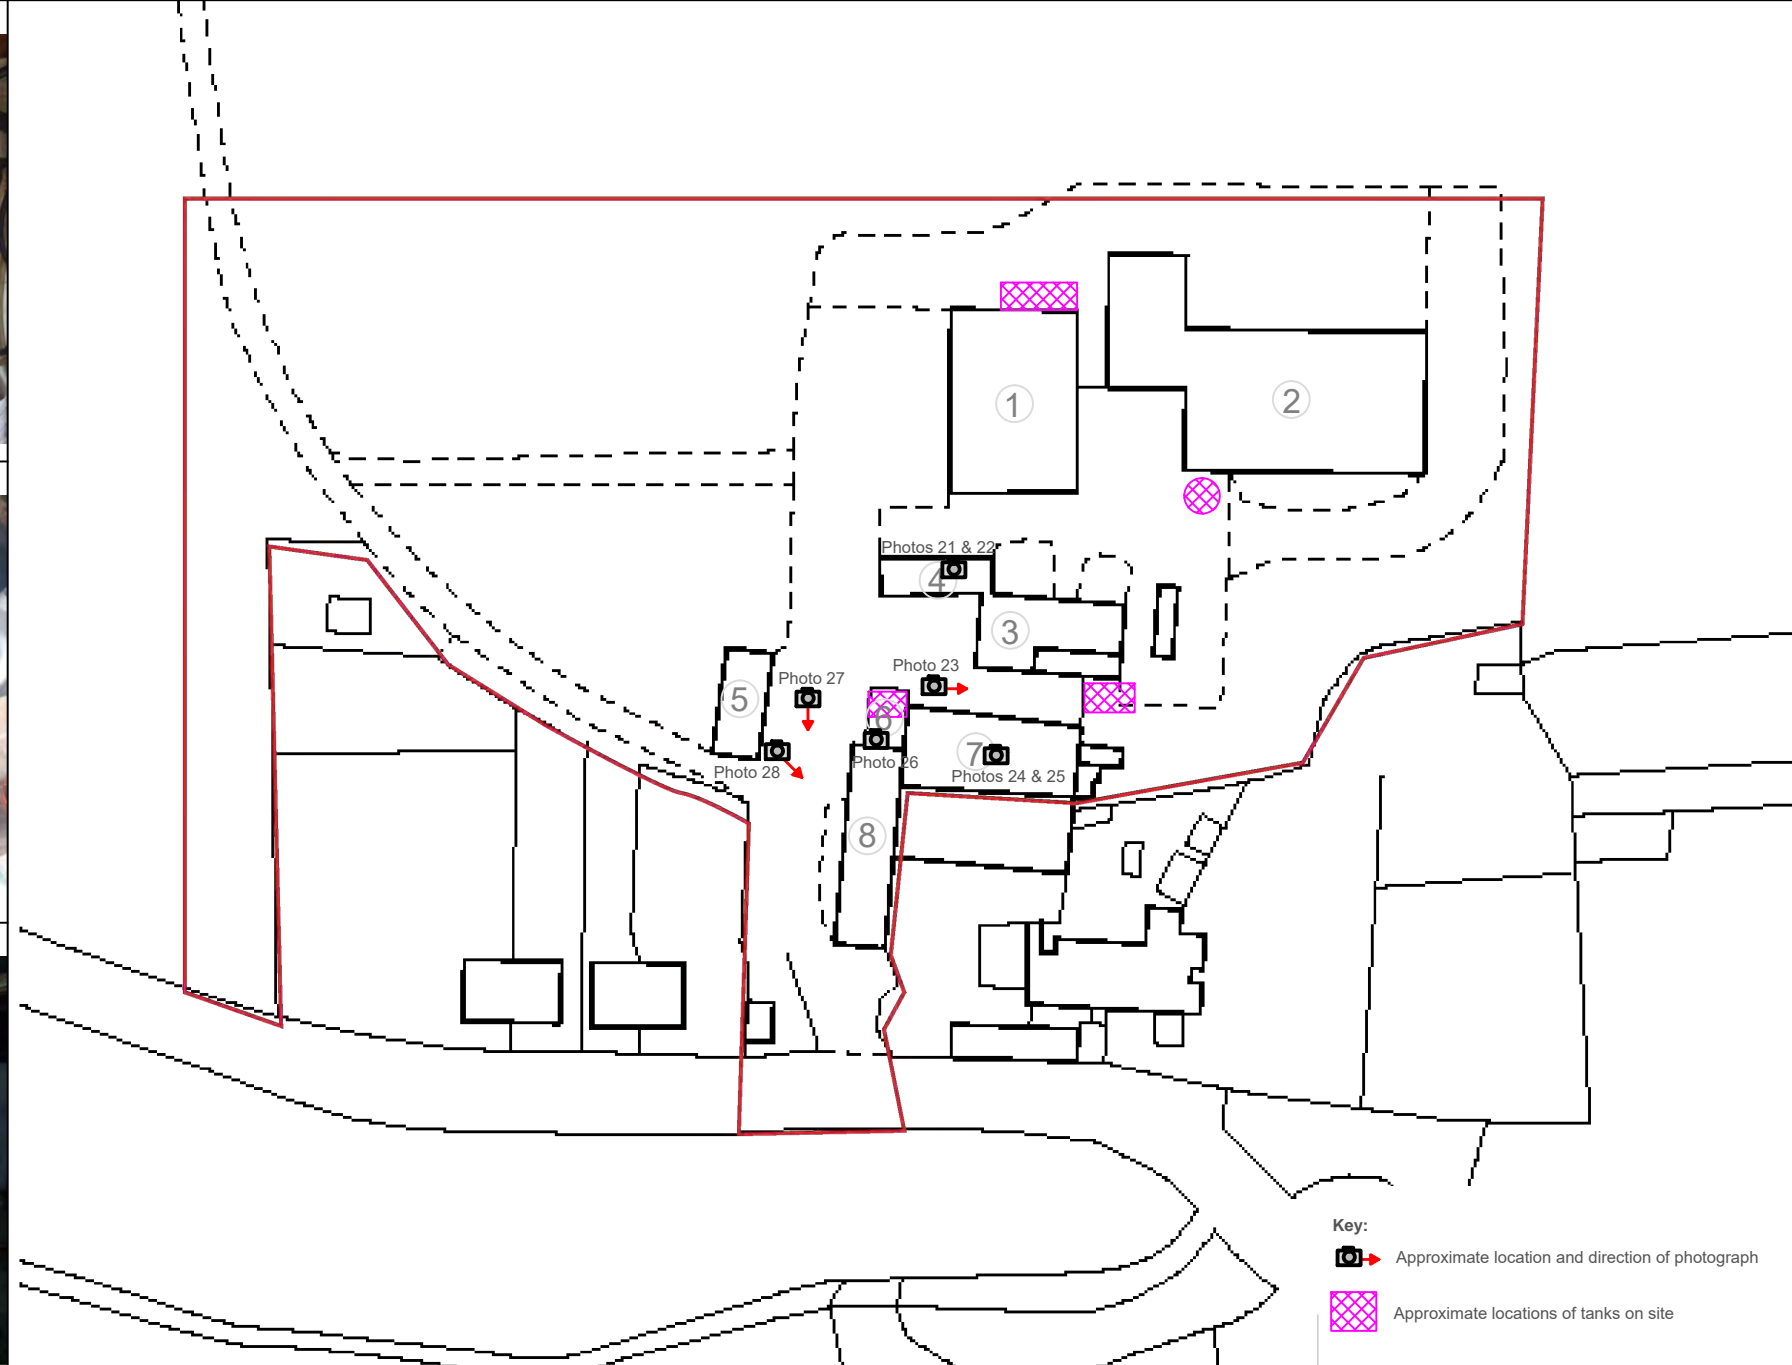 1
2
Photos 21 & 22
4
3
Photo 23
Photo 27
5
6
Photo 26
7
Photo 28
Photos 24 & 25
8
Key:
Approximate location and direction of photograph
Approximate locations of tanks on site